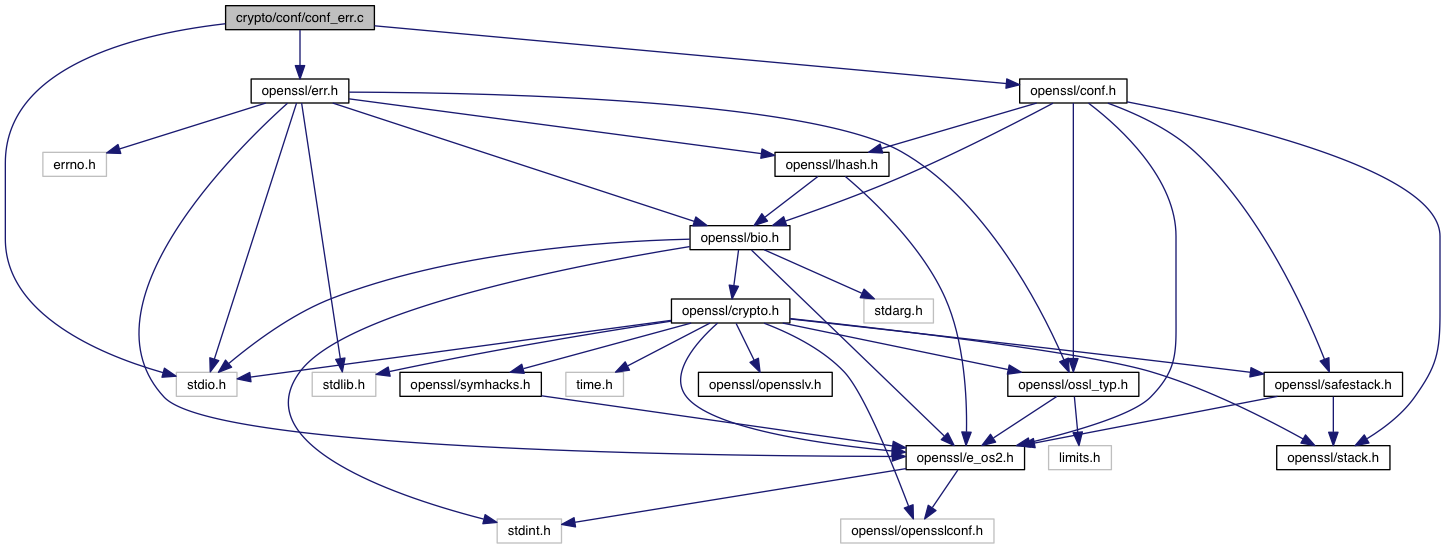 crypto/conf/conf_err.c
openssl/err.h
openssl/conf.h
errno.h
openssl/lhash.h
openssl/bio.h
openssl/crypto.h
stdarg.h
stdio.h
stdlib.h
openssl/symhacks.h
time.h
openssl/opensslv.h
openssl/ossl_typ.h
openssl/safestack.h
openssl/e_os2.h
limits.h
openssl/stack.h
stdint.h
openssl/opensslconf.h